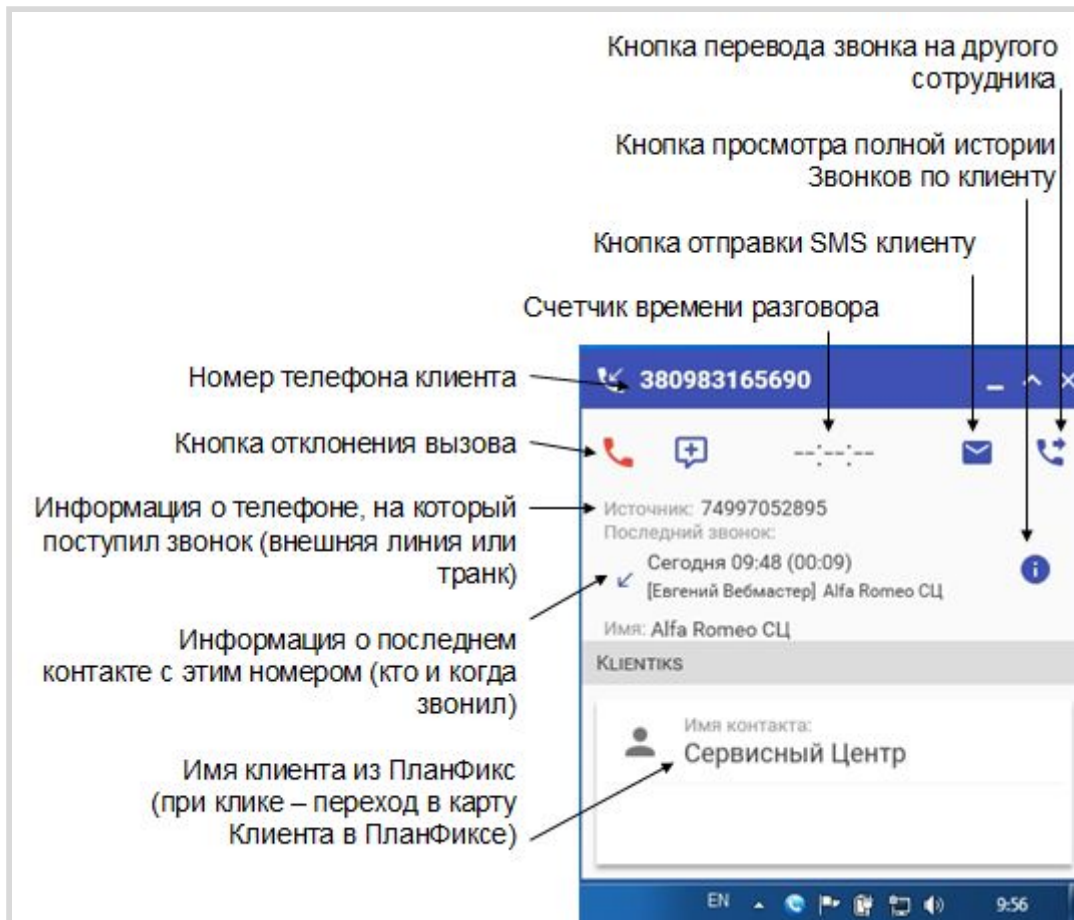 Кнопка перевода звонка на другого
сотрудника
Кнопка просмотра полной истории
Звонков по клиенту
Кнопка отправки SMS клиенту
Счетчик времени разговора
Номер телефона клиента
380983165690
Кнопка отклонения вызова
--:--:--
Информация о телефоне, на который
поступил звонок (внешняя линия или
транк)
Источник: 74997052895
Последний звонок:
Сегодня 09:48 (00:09)
[Евгений Вебмастер] Alfa Romeo СЦ
Имя: Alfa Romeo СЦ
Информация о последнем
контакте с этим номером (кто и когда
звонил)
KLIENTIKS
Имя контакта:
Сервисный Центр
Имя клиента из ПланФикс
(при клике – переход в карту
Клиента в ПланФиксе)
EN
9:56